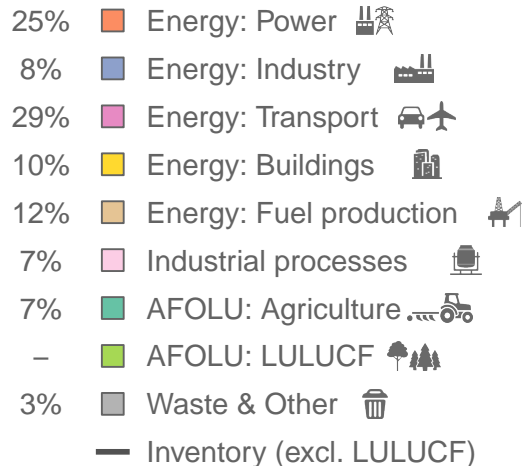 25% Energy: Power
8% Energy: Industry
29% Energy: Transport
10% Energy: Buildings
12% Energy: Fuel production
7% Industrial processes
7% AFOLU: Agriculture
– AFOLU: LULUCF
3% Waste & Other
Inventory (excl. LULUCF)